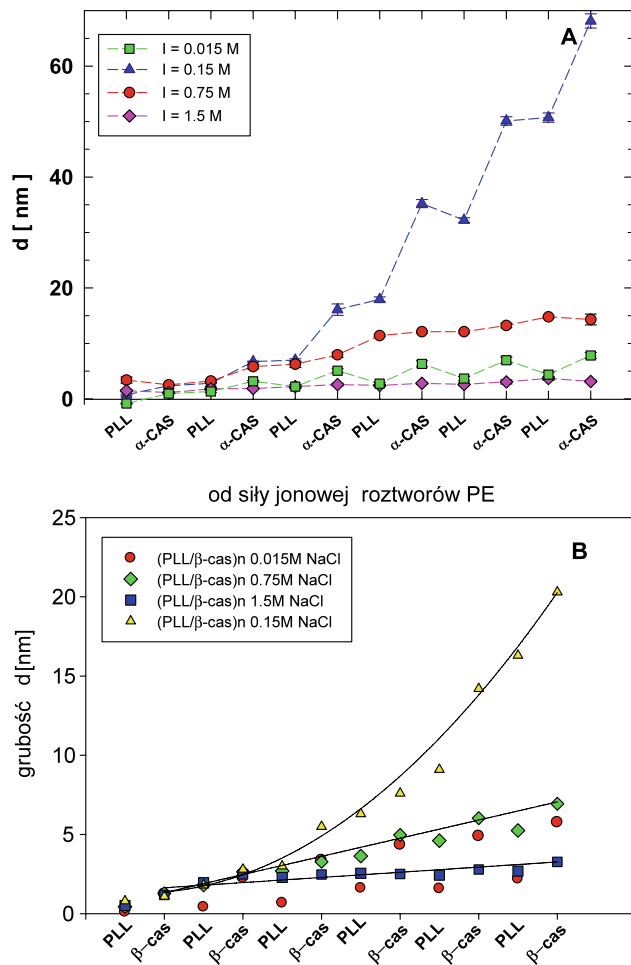 A
I = 0.015 M
I = 0.15 M
I = 0.75 M
I = 1.5 M
60
40
20
0
d [ nm ]
PLL α-CAS PLL α-CAS PLL α-CAS PLL α-CAS PLL α-CAS PLL α-CAS
od siły jonowej roztworów PE
B
(PLL/β-cas)n 0.015M NaCl
(PLL/β-cas)n 0.75M NaCl
(PLL/β-cas)n 1.5M NaCl
(PLL/β-cas)n 0.15M NaCl
25
20
15
10
5
0
grubość d[nm]
PLL β-cas PLL β-cas PLL β-cas PLL β-cas PLL β-cas PLL β-cas